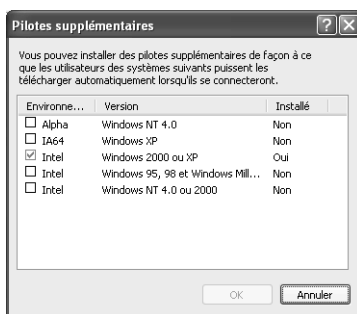 Pilotes supplémentaires
Vous pouvez installer des pilotes supplémentaires de façon à ce
que les utilisateurs des systèmes suivants puissent les
télécharger automatiquement lorsqu'ils se connecteront.
Environne... Version Installé
Alpha Windows NT 4.0 Non
IA64 Windows XP Non
Intel Windows 2000 ou XP Oui
Intel Windows 95, 98 et Windows Mill... Non
Intel Windows NT 4.0 ou 2000 Non
OK Annuler